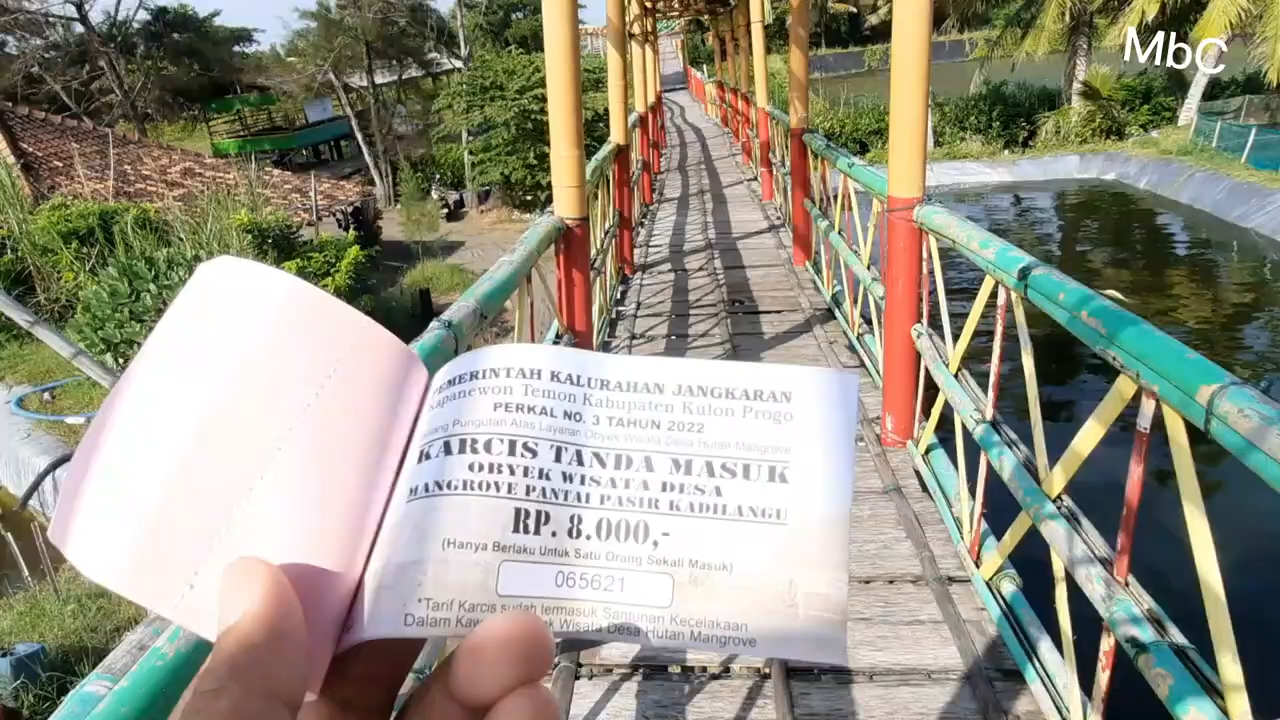 MbC
PEMERINTAH KALURAHAN JANGKARAN
Kapanewon Temon Kabupaten Kulon Progo
PERKAL NO. 3 TAHUN 2022
Pungutan Atas Layanan Obyek Wisata Desa Hutan Mangrove
KARCIS TANDA MASUK
OBYEK WISATA DESA
MANGROVE PANTAI PASIR KADILANGU
RP. 8.000,-
(Hanya Berlaku Untuk Satu Orang Sekali Masuk)
065621
*Tarif Karcis sudah termasuk Santunan Kecelakaan
Dalam Wisata Desa Hutan Mangrove